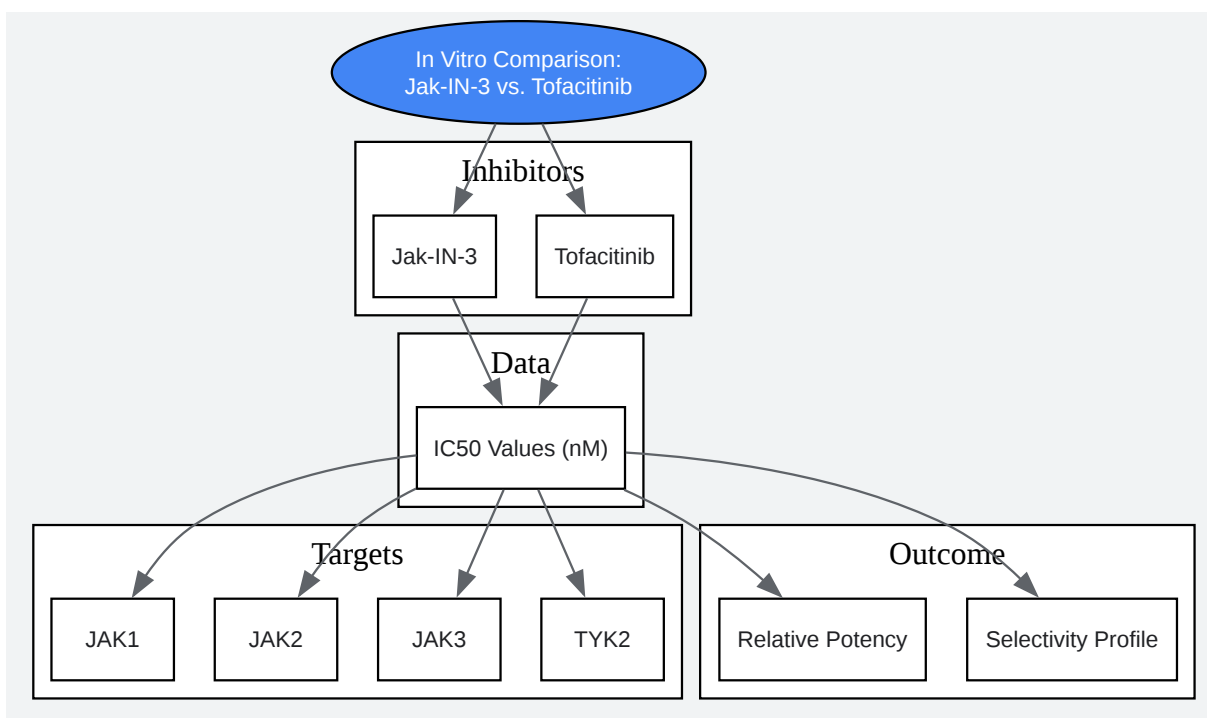 In Vitro Comparison:
Jak-IN-3 vs. Tofacitinib
Inhibitors
Jak-IN-3
Tofacitinib
Data
IC50 Values (nM)
Targets
JAK1
JAK2
JAK3
TYK2
Outcome
Relative Potency
Selectivity Profile